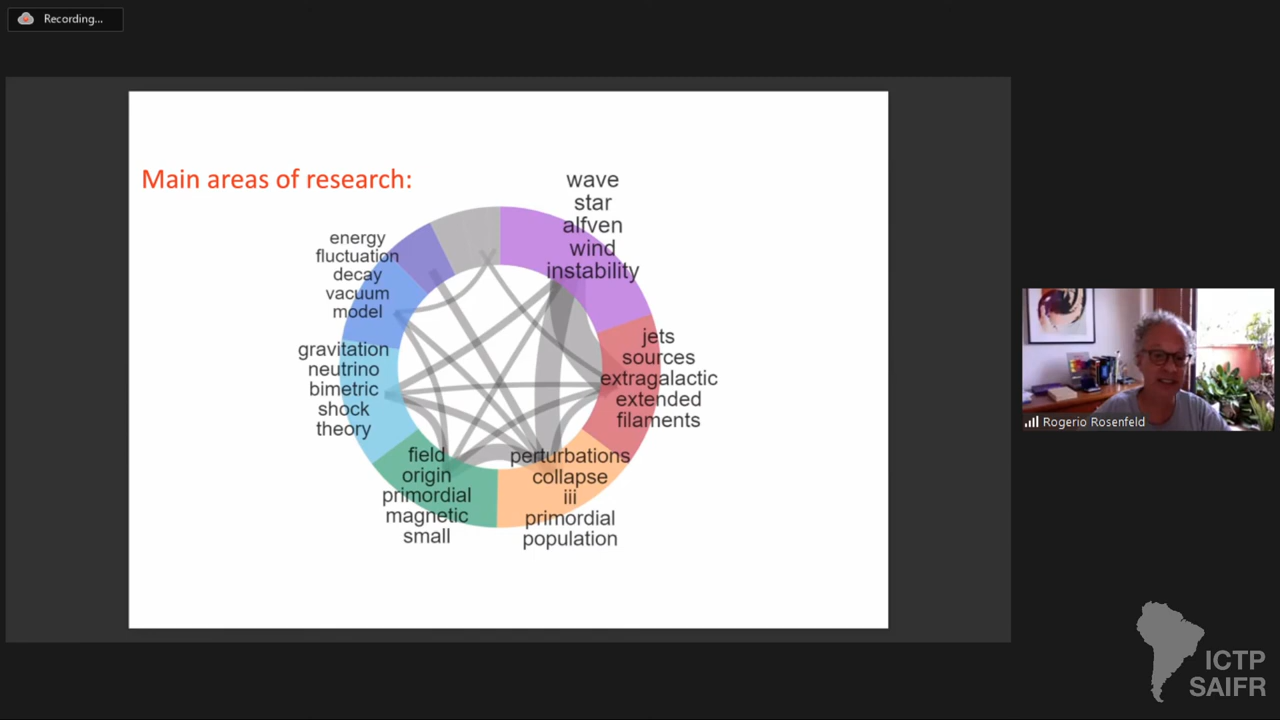 Recording...
Main areas of research:
wave
star
alfven
wind
instability
energy
fluctuation
decay
vacuum
model
jets
sources
extragalactic
extended
filaments
gravitation
neutrino
bimetric
shock
theory
field
origin
primordial
magnetic
small
perturbations
collapse
iii
primordial
population
Rogerio Rosenfeld
ICTP
SAIFR